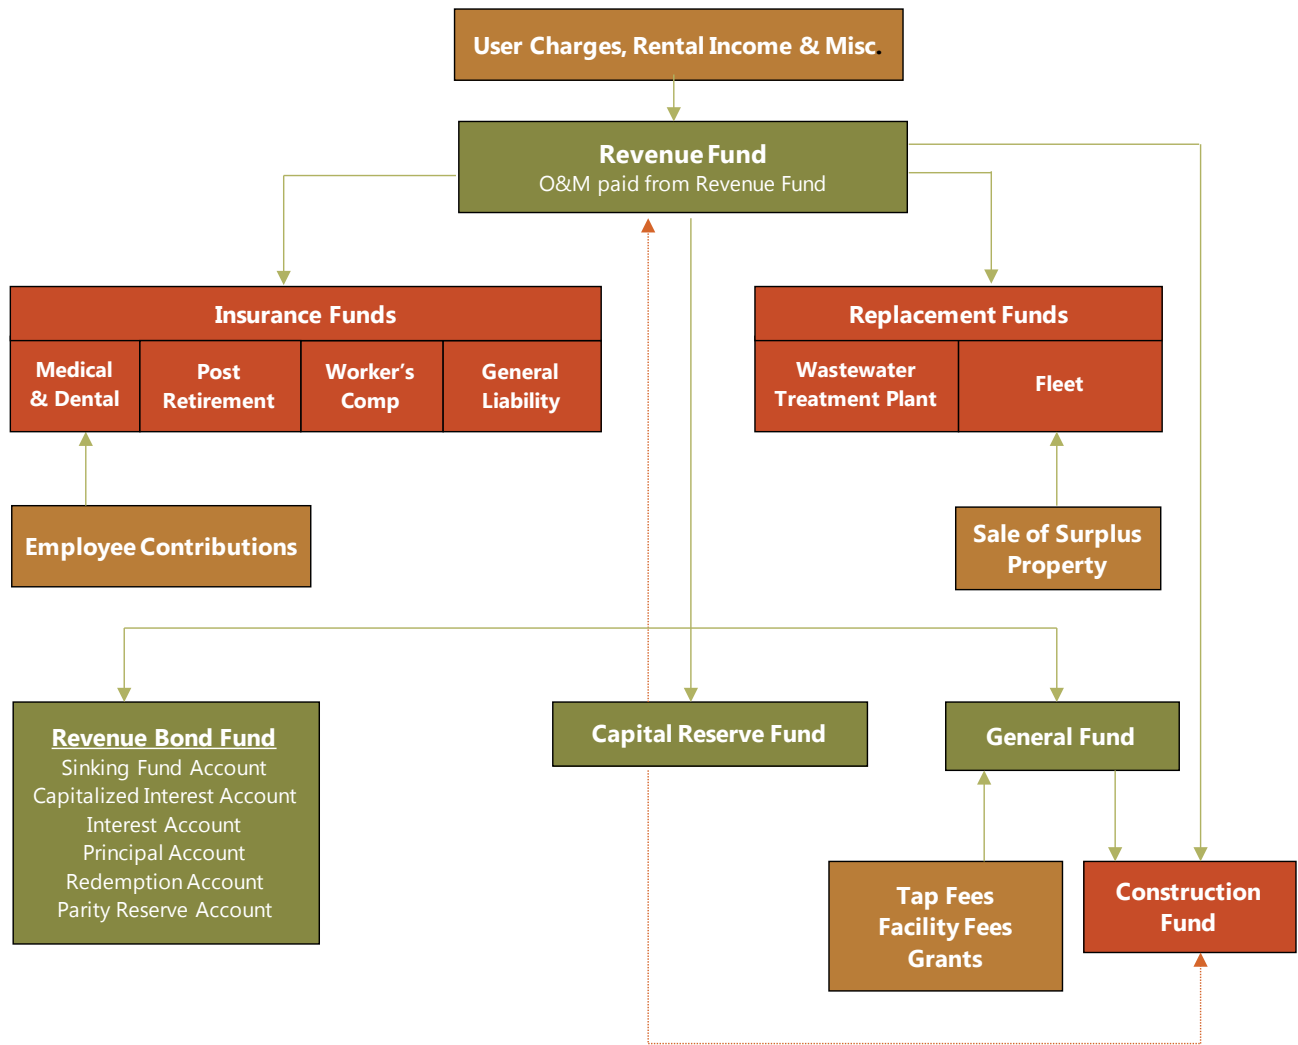 User Charges, Rental Income & Misc.
Revenue Fund
O&M paid from Revenue Fund
Insurance Funds
Medical
& Dental
Post
Retirement
Worker’s
Comp
General
Liability
Replacement Funds
Wastewater
Treatment Plant
Fleet
Employee Contributions
Sale of Surplus
Property
Revenue Bond Fund
Sinking Fund Account
Capitalized Interest Account
Interest Account
Principal Account
Redemption Account
Parity Reserve Account
Capital Reserve Fund
General Fund
Tap Fees
Facility Fees
Grants
Construction
Fund